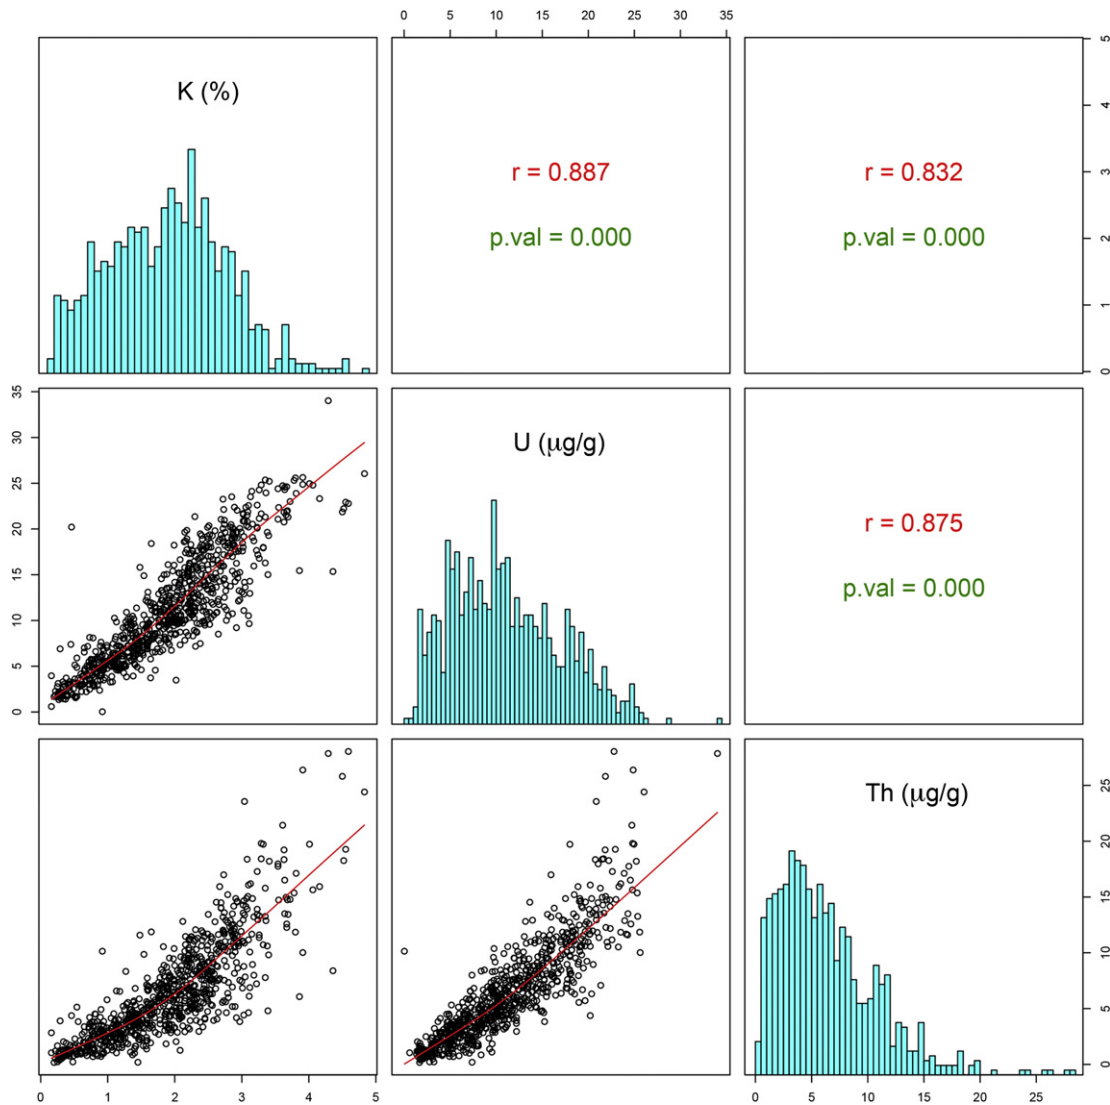 0 5 10 15 20 25 30 35
K (%)
r = 0.887
p.val = 0.000
r = 0.832
p.val = 0.000
0 1 2 3 4 5
0 5 10 15 20 25 30 35
U (μg/g)
r = 0.875
p.val = 0.000
Th (μg/g)
0 5 10 15 20 25
0 1 2 3 4 5
0 5 10 15 20 25